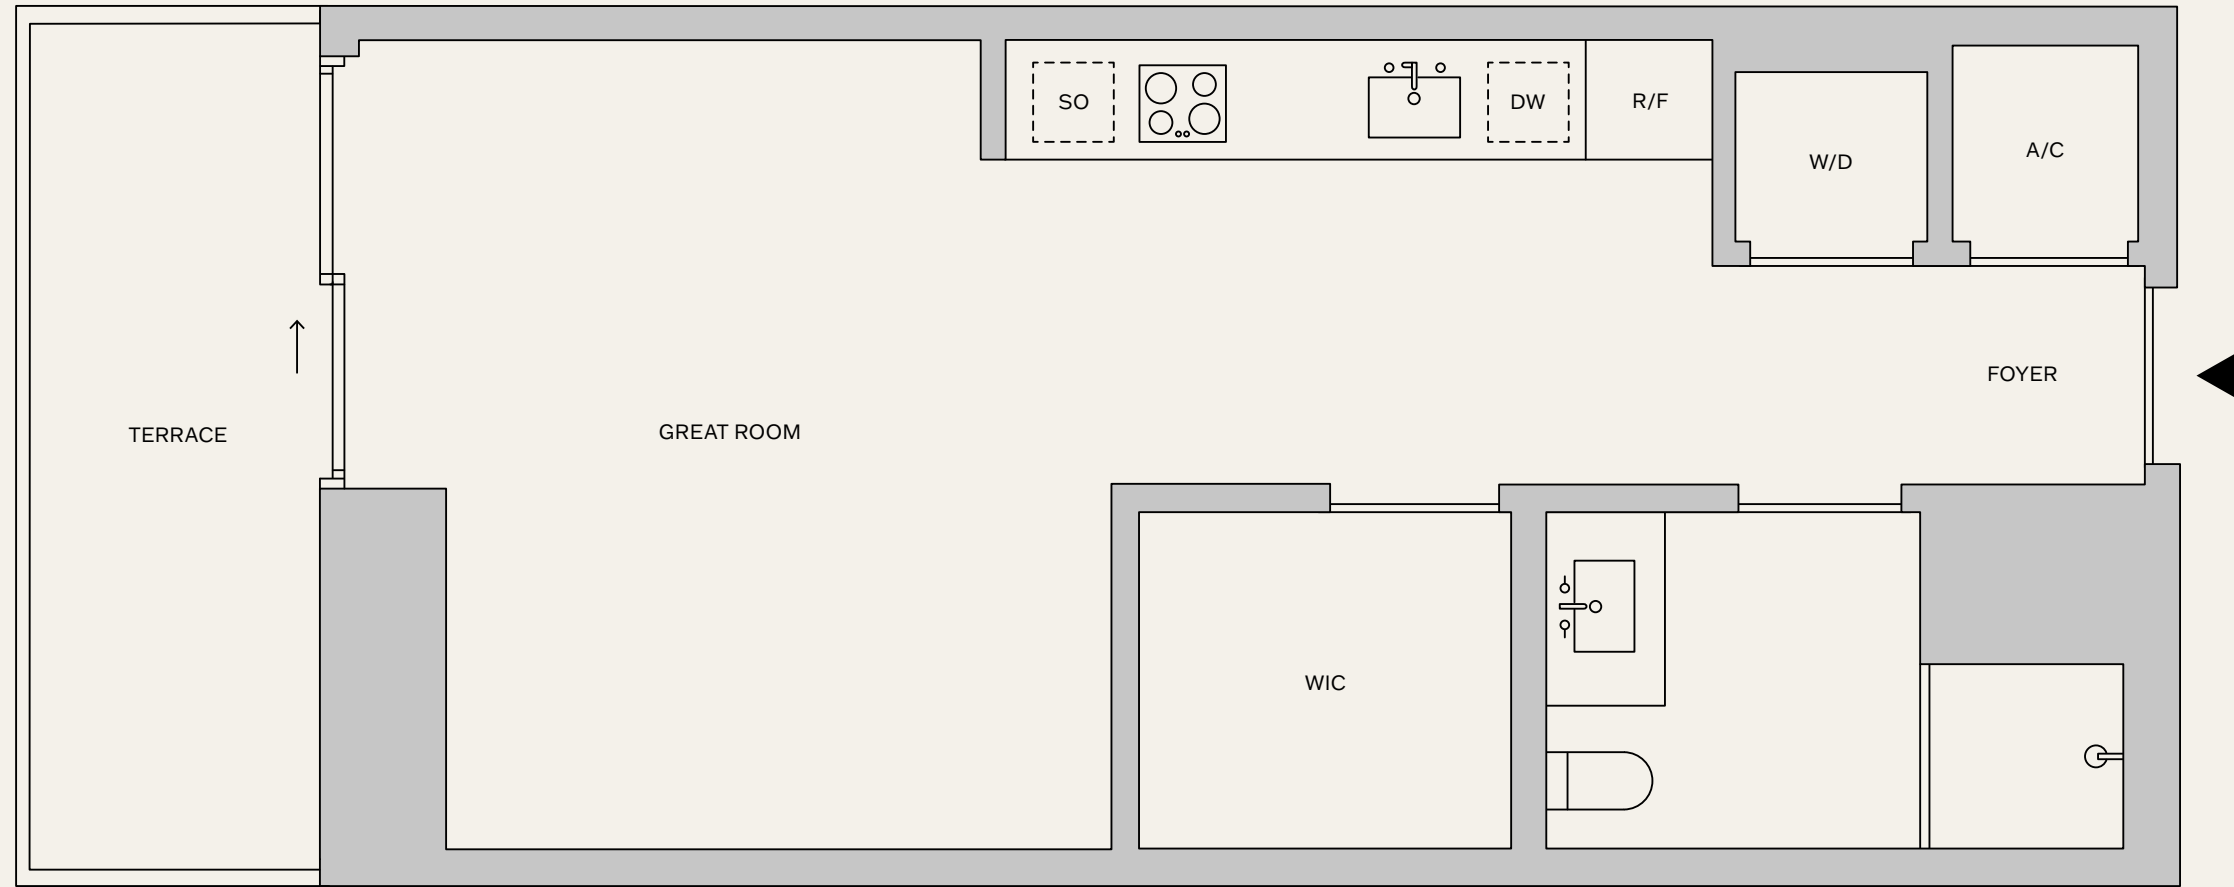 SO
DW
R/F
W/D
A/C
FOYER
TERRACE
GREAT ROOM
WIC